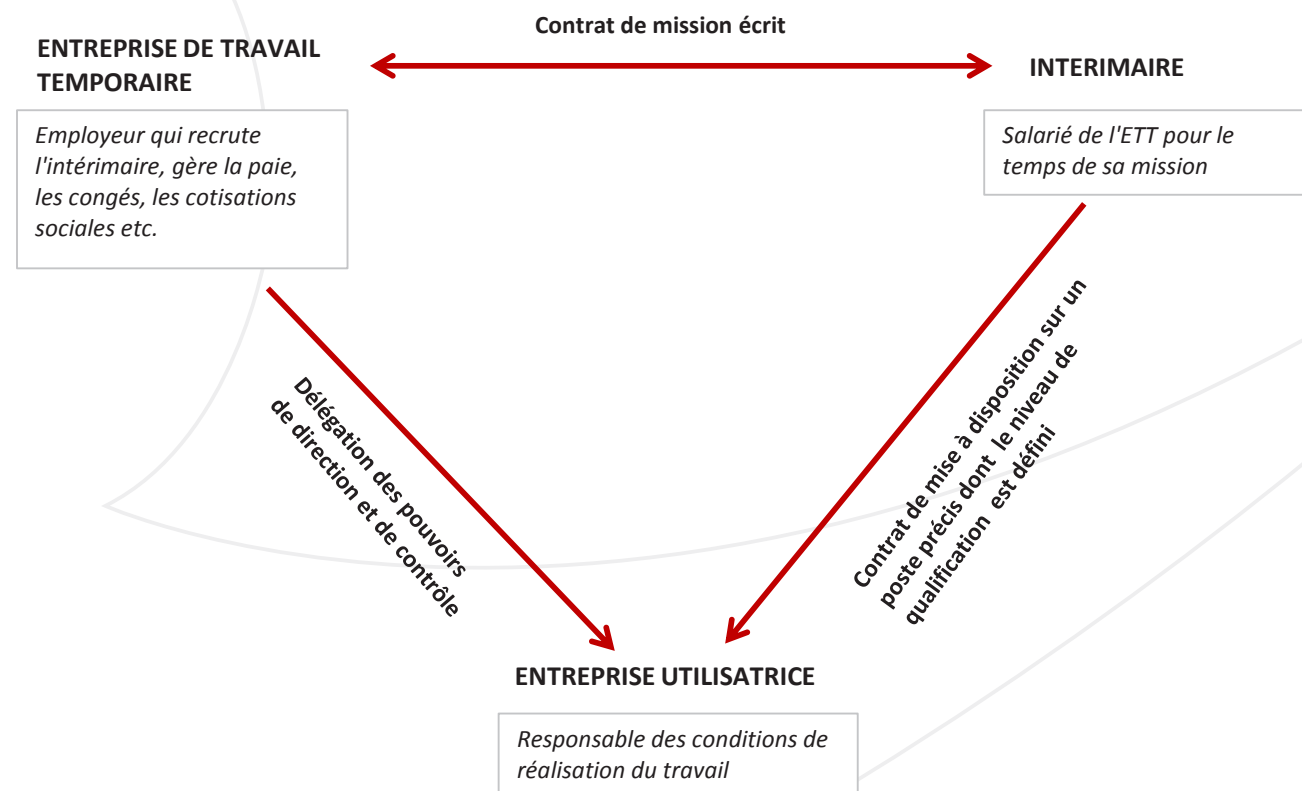 Contrat de mission écrit
ENTREPRISE DE TRAVAIL
TEMPORAIRE
INTERIMAIRE
Employeur qui recrute
l'intérimaire, gère la paie,
les congés, les cotisations
sociales etc.
Salarié de l'ETT pour le
temps de sa mission
Délégation des pouvoirs
de direction et de contrôle
Contrat de mise à disposition sur un
poste précis dont le niveau de
qualification est défini
ENTREPRISE UTILISATRICE
Responsable des conditions de
réalisation du travail